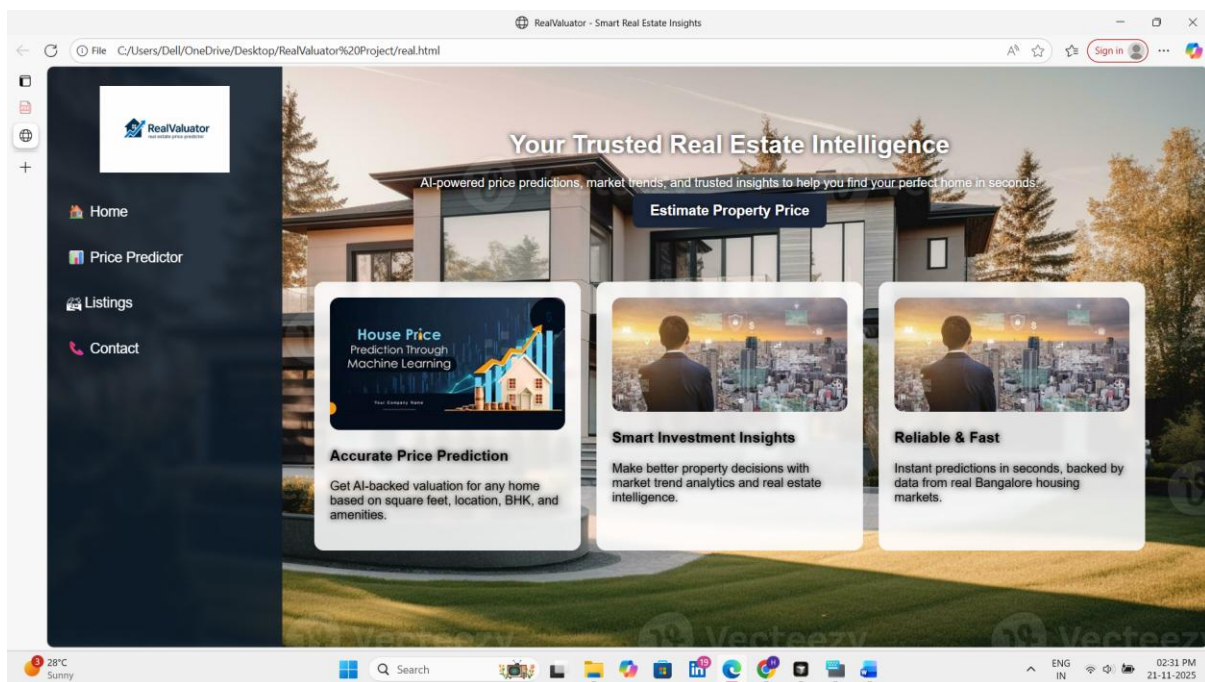 RealValuator - Smart Real Estate Insights
File
C:/Users/Dell/OneDrive/Desktop/RealValuator%20Project/real.html
Sign in
RealValuator
real estate price predictor
Home
Price Predictor
Listings
Contact
Your Trusted Real Estate Intelligence
AI-powered price predictions, market trends, and trusted insights to help you find your perfect home in seconds.
Estimate Property Price
House Price
Prediction Through
Machine Learning
Your Company Name
Accurate Price Prediction
Get AI-backed valuation for any home
based on square feet, location, BHK, and
amenities.
Smart Investment Insights
Make better property decisions with
market trend analytics and real estate
intelligence.
Reliable & Fast
Instant predictions in seconds, backed by
data from real Bangalore housing
markets.
Vecteezy
Vecteezy
3
28°C
Sunny
Search
19
ENG
IN
02:31 PM
21-11-2025